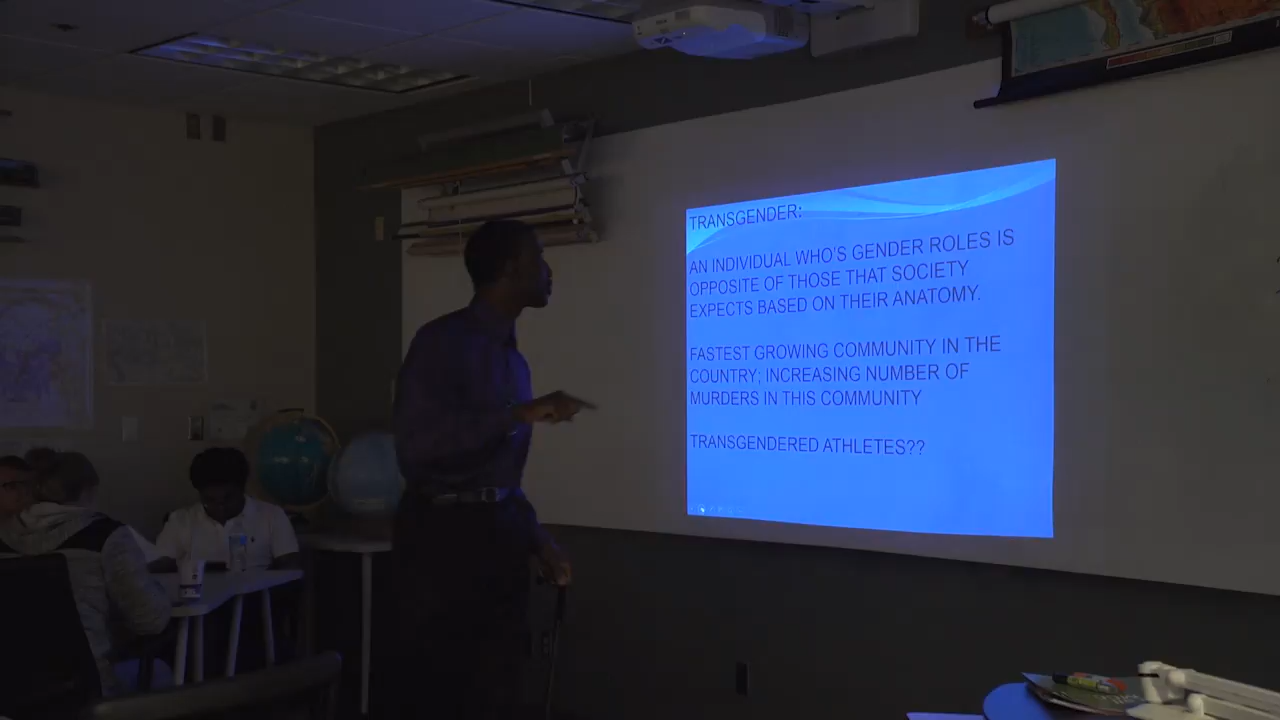 TRANSGENDER:
AN INDIVIDUAL WHO'S GENDER ROLES IS
OPPOSITE OF THOSE THAT SOCIETY
EXPECTS BASED ON THEIR ANATOMY.
FASTEST GROWING COMMUNITY IN THE
COUNTRY; INCREASING NUMBER OF
MURDERS IN THIS COMMUNITY
TRANSGENDERED ATHLETES??